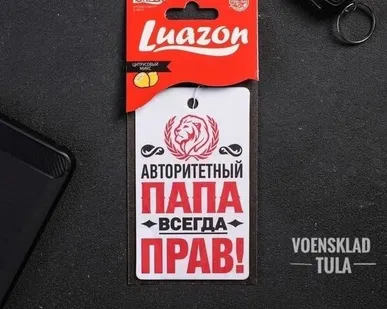 Luazon
ЦИТРУСОВЫЙ
МИКС
АВТОРИТЕТНЫЙ
ПАПА
ВСЕГДА
ПРАВ!
VOENSKLAD
TULA